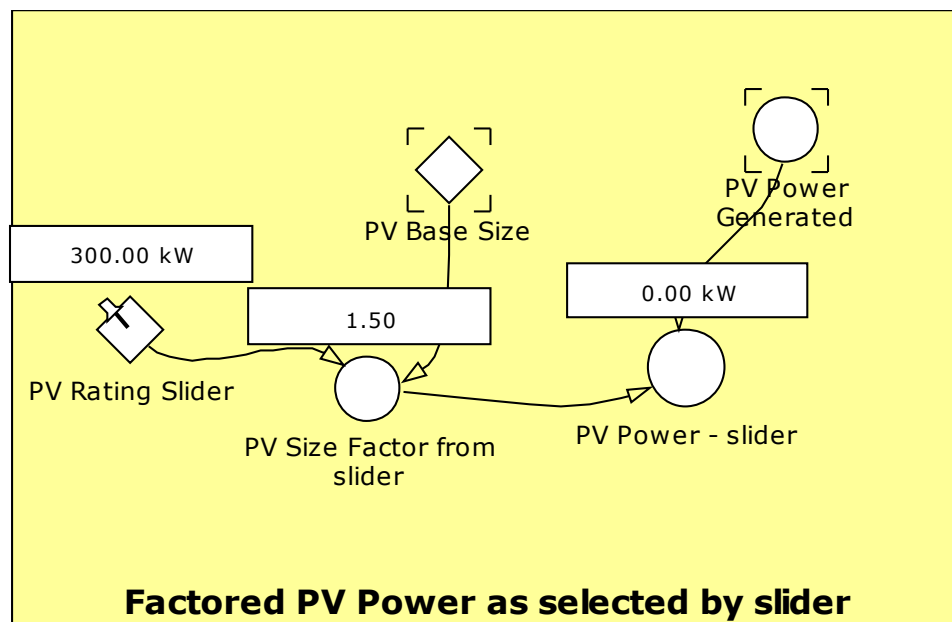 PV Power
Generated
PV Base Size
300.00 kW
0.00 kW
1.50
PV Rating Slider
PV Size Factor from
slider
PV Power - slider
Factored PV Power as selected by slider